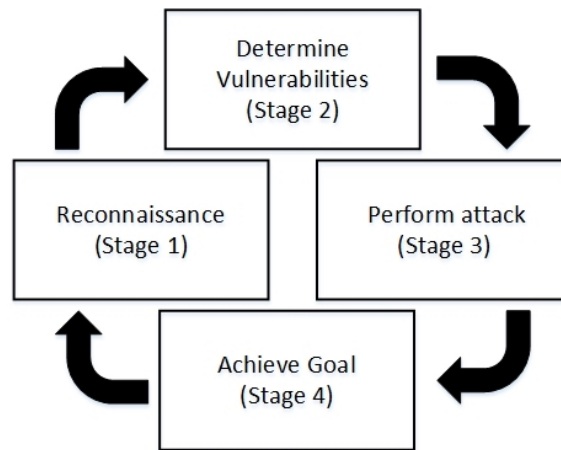 Determine
Vulnerabilities
(Stage 2)
Reconnaissance
(Stage 1)
Perform attack
(Stage 3)
Achieve Goal
(Stage 4)